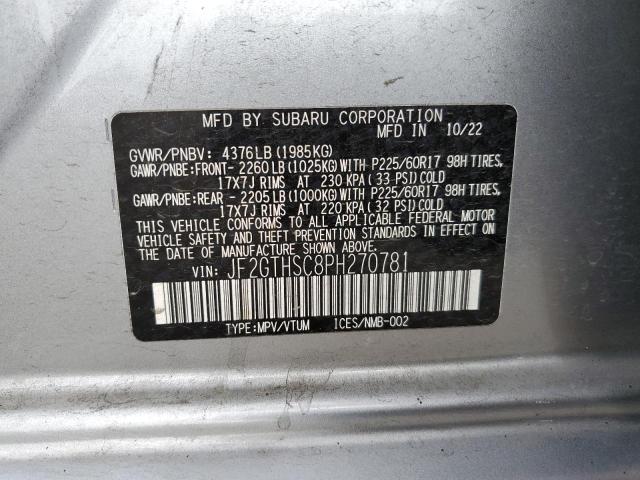 MFD BY SUBARU CORPORATION
MFD IN 10/22
GVWR/PNBV: 4376LB (1985KG)
GAWR/PNBE:FRONT- 2260LB (1025KG)WITH P225/60R17 98H TIRES,
17X7J RIMS AT 230 KPA (33 PSI) COLD
GAWR/PNBE:REAR - 2205LB (1000KG)WITH P225/60R17 98H TIRES,
17X7J RIMS AT 220 KPA (32 PSI) COLD
THIS VEHICLE CONFORMS TO ALL APPLICABLE FEDERAL MOTOR
VEHICLE SAFETY AND THEFT PREVENTION STANDARDS IN EFFECT ON
THE DATE OF MANUFACTURE SHOWN ABOVE.
VIN: JF2GTHSC8PH270781
TYPE:MPV/VTUM ICES/NMB-002